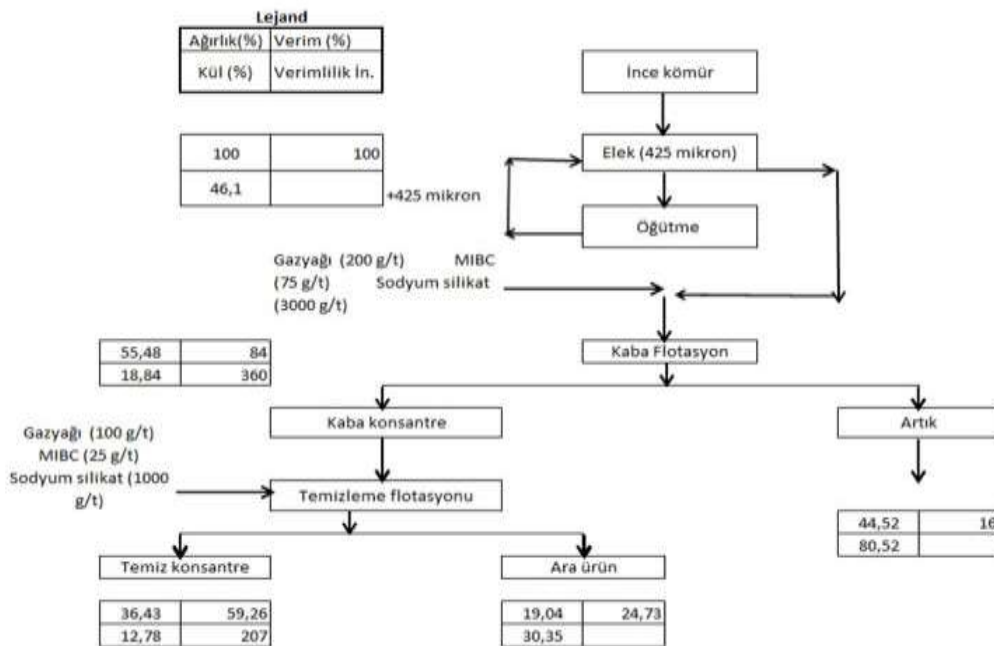 Lejand
Ağırlık(%) Verim (%)
Kül (%) Verimlilik İn.
İnce kömür
100 100
46,1
Elek (425 mikron)
+425 mikron
Öğütme
Gazyağı (200 g/t) MIBC
(75 g/t) Sodyum silikat
(3000 g/t)
55,48 84
18,84 360
Kaba Flotasyon
Kaba konsantre
Artık
Gazyağı (100 g/t)
MIBC (25 g/t)
Sodyum silikat (1000
g/t)
Temizleme flotasyonu
44,52 16
80,52
Temiz konsantre
Ara ürün
36,43 59,26
12,78 207
19,04 24,73
30,35